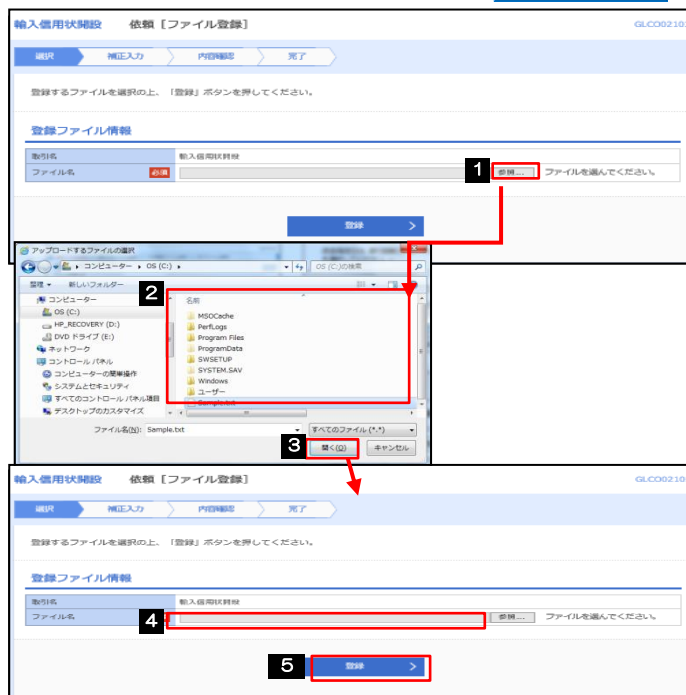 輸入信用状開設 依頼［ファイル登録］ GLCO0210
選択 補正入力 内容確認 完了
登録するファイルを選択の上、「登録」ボタンを押してください。
登録ファイル情報
取引名 輸入信用状開設
ファイル名 必須 1 参照... ファイルを選んでください。
登録 >
アップロードするファイルの選択
コンピューター ▸ OS (C:) ▸ OS (C:)の検索
整理 ▼ 新しいフォルダー
2
コンピューター
OS (C:)
HP_RECOVERY (D:)
DVD ドライブ (E:)
ネットワーク
コントロール パネル
コンピューターの簡単操作
システムとセキュリティ
すべてのコントロール パネル項目
デスクトップのカスタマイズ
名前
MSOCache
PerfLogs
Program Files
ProgramData
SWSETUP
SYSTEM.SAV
Windows
ユーザー
Sample.txt
ファイル名(N): Sample.txt すべてのファイル (*.*)
3 開く(O) キャンセル
輸入信用状開設 依頼［ファイル登録］ GLCO0210
選択 補正入力 内容確認 完了
登録するファイルを選択の上、「登録」ボタンを押してください。
登録ファイル情報
取引名 輸入信用状開設
ファイル名 4 参照... ファイルを選んでください。
5 登録 >